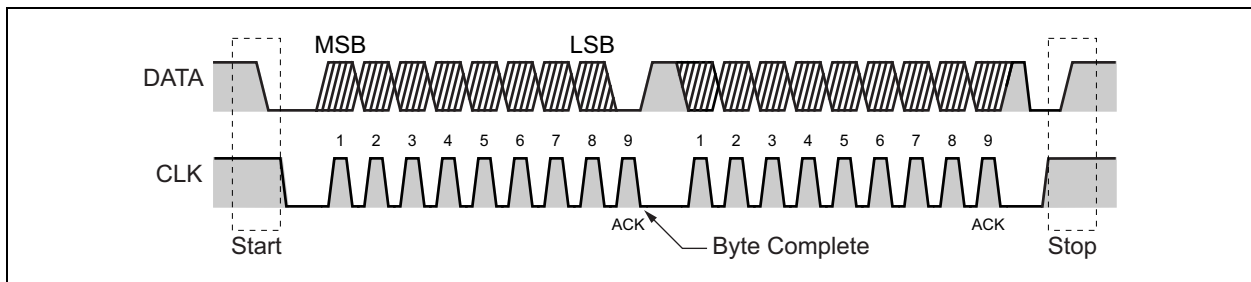 MSB LSB
DATA
1 2 3 4 5 6 7 8 9 1 2 3 4 5 6 7 8 9
CLK
ACK ACK
Start Byte Complete Stop